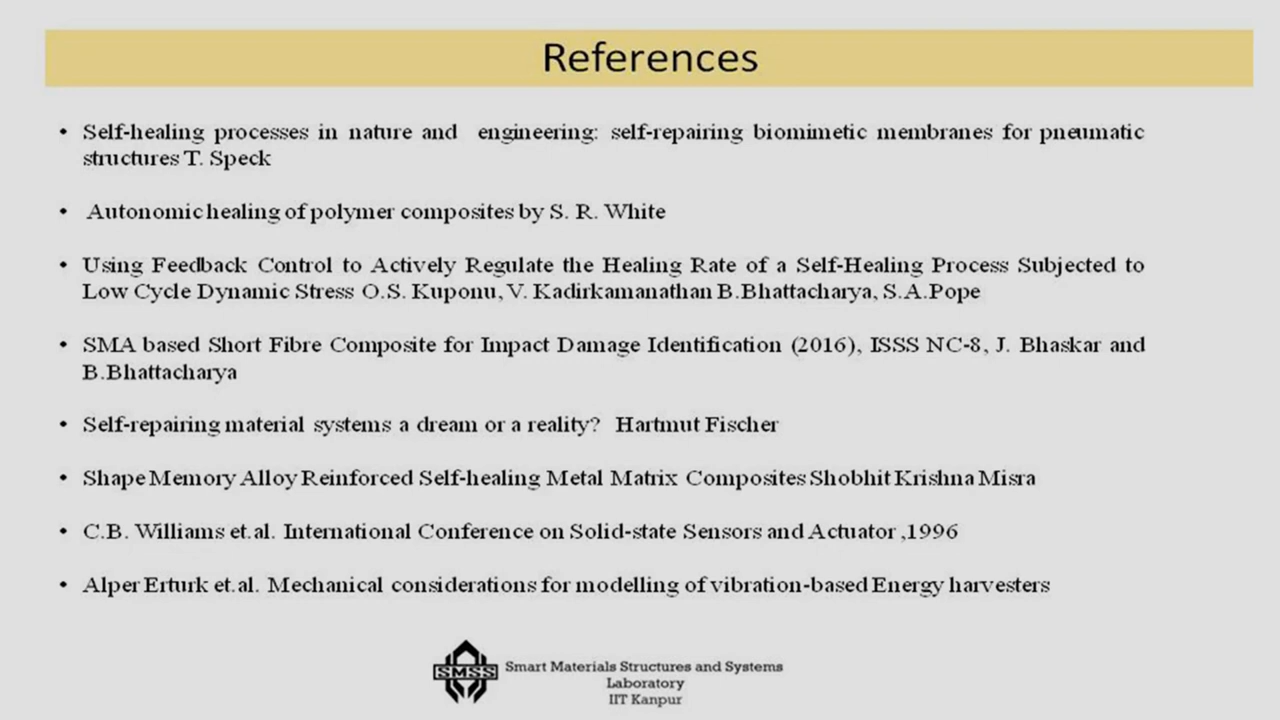 References
• Self-healing processes in nature and engineering: self-repairing biomimetic membranes for pneumatic
structures T. Speck
• Autonomic healing of polymer composites by S. R. White
• Using Feedback Control to Actively Regulate the Healing Rate of a Self-Healing Process Subjected to
Low Cycle Dynamic Stress O.S. Kuponu, V. Kadirkamanathan B.Bhattacharya, S.A.Pope
• SMA based Short Fibre Composite for Impact Damage Identification (2016), ISSS NC-8, J. Bhaskar and
B.Bhattacharya
• Self-repairing material systems a dream or a reality? Hartmut Fischer
• Shape Memory Alloy Reinforced Self-healing Metal Matrix Composites Shobhit Krishna Misra
• C.B. Williams et.al. International Conference on Solid-state Sensors and Actuator ,1996
• Alper Erturk et.al. Mechanical considerations for modelling of vibration-based Energy harvesters
SMSS
Smart Materials Structures and Systems
Laboratory
IIT Kanpur